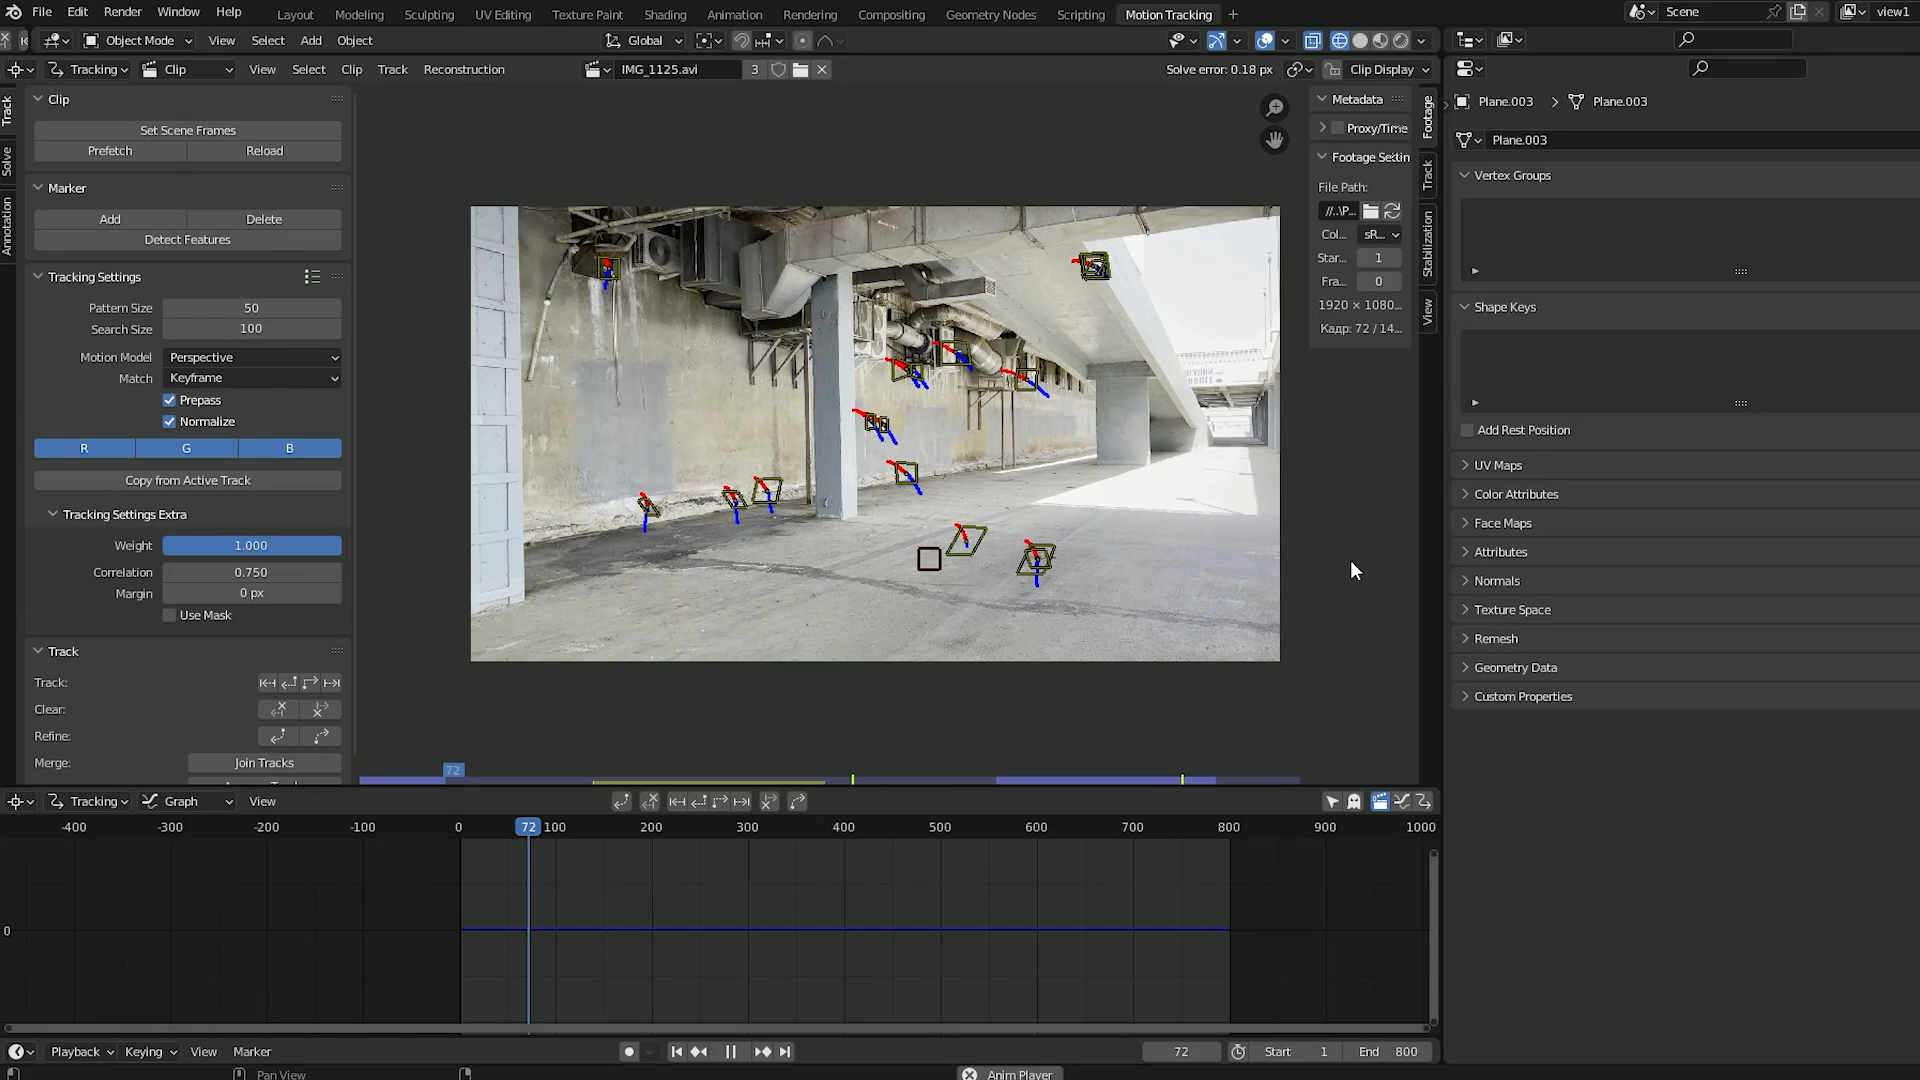 File Edit Render Window Help Layout Modeling Sculpting UV Editing Texture Paint Shading Animation Rendering Compositing Geometry Nodes Scripting Motion Tracking + Scene view1
Object Mode View Select Add Object Global
Tracking Clip View Select Clip Track Reconstruction IMG_1125.avi 3 Solve error: 0.18 px Clip Display
Track
Solve
Annotation
Clip
Set Scene Frames
Prefetch Reload
Marker
Add Delete
Detect Features
Tracking Settings
Pattern Size 50
Search Size 100
Motion Model Perspective
Match Keyframe
Prepass
Normalize
R G B
Copy from Active Track
Tracking Settings Extra
Weight 1.000
Correlation 0.750
Margin 0 px
Use Mask
Track
Track:
Clear:
Refine:
Merge: Join Tracks
72
Metadata
Proxy/Time
Footage Settin
File Path:
//..\P...
Col... sR...
Star... 1
Fra... 0
1920 × 1080...
Кадр: 72 / 14...
Footage
Track
Stabilization
View
Plane.003 > Plane.003
Plane.003
Vertex Groups
Shape Keys
Add Rest Position
UV Maps
Color Attributes
Face Maps
Attributes
Normals
Texture Space
Remesh
Geometry Data
Custom Properties
Tracking Graph View
-400 -300 -200 -100 0 72 100 200 300 400 500 600 700 800 900 1000
0
Playback Keying View Marker 72 Start 1 End 800
Pan View Anim Player